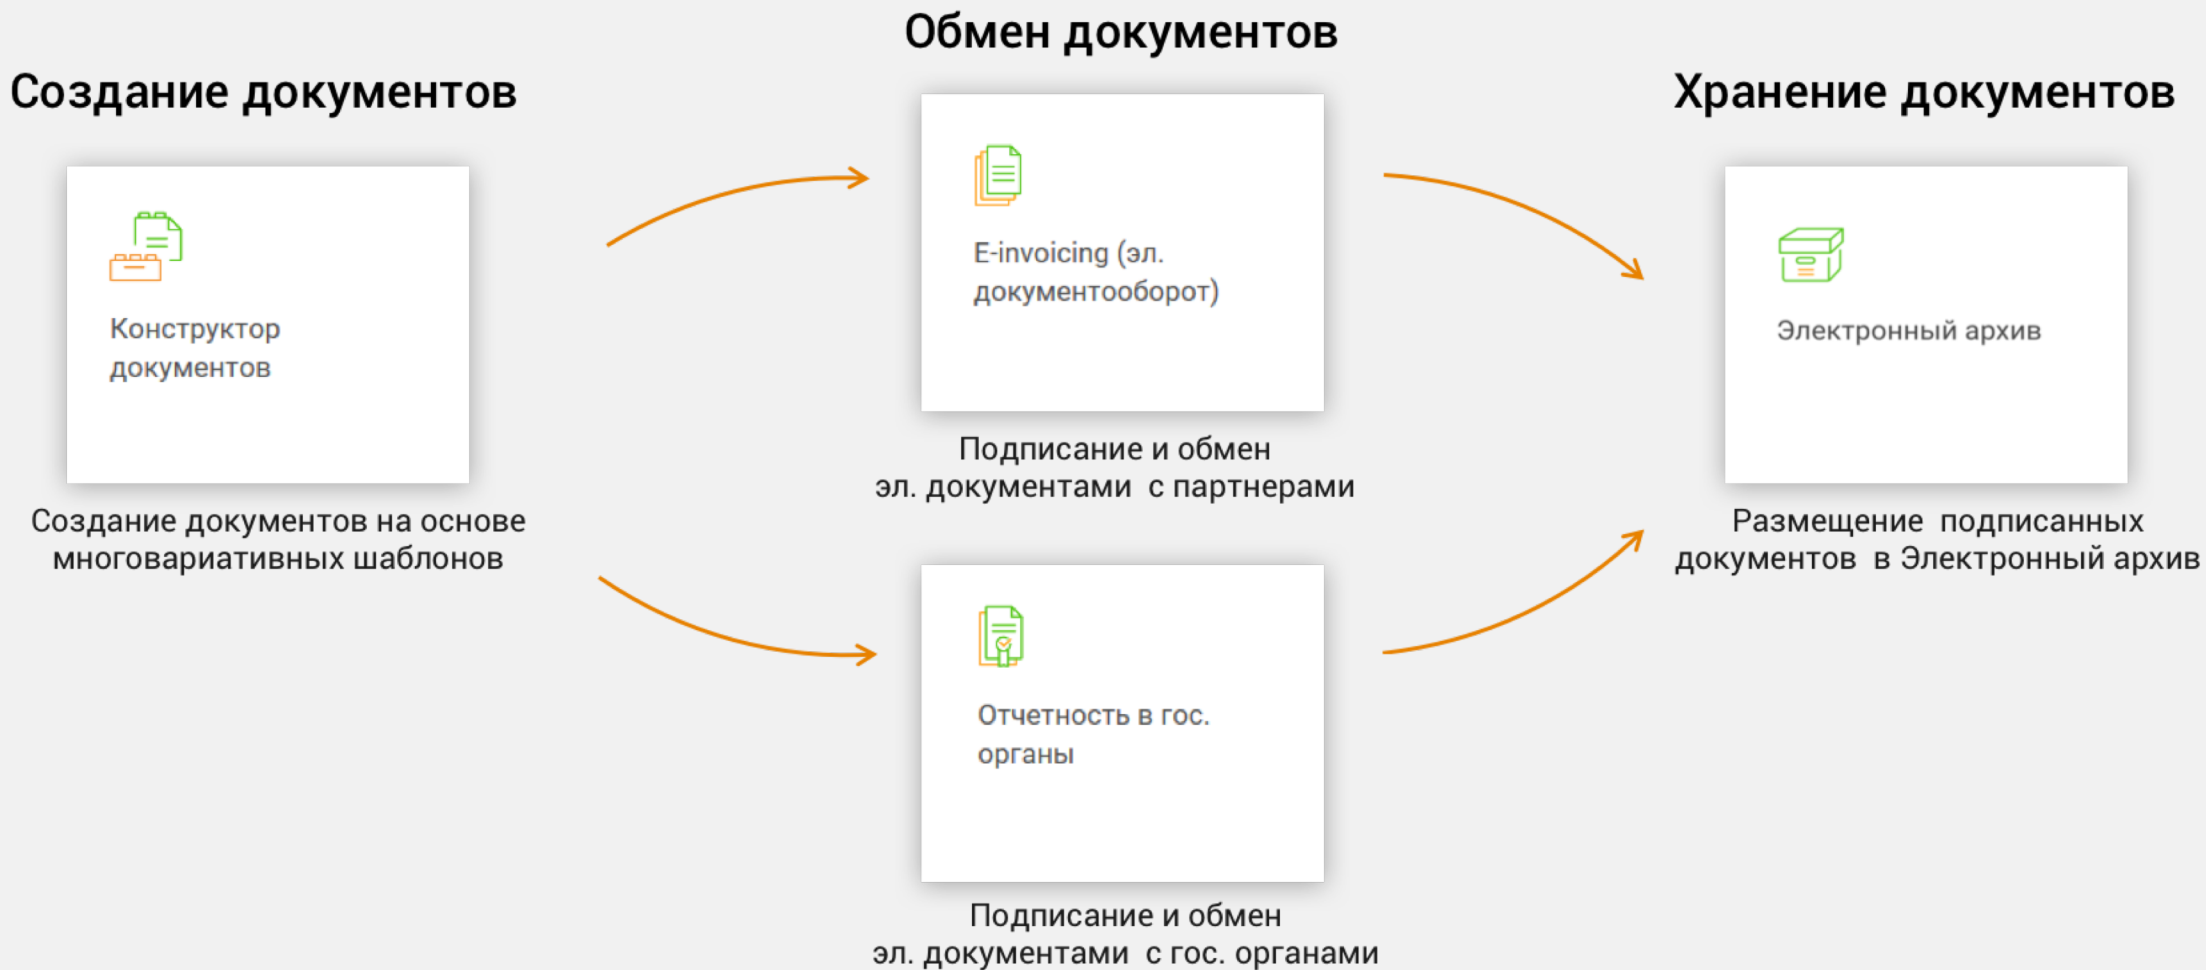 Создание документов
Конструктор
документов
Создание документов на основе
многовариативных шаблонов
Обмен документов
E-invoicing (эл.
документооборот)
Подписание и обмен
эл. документами с партнерами
Отчетность в гос.
органы
Подписание и обмен
эл. документами с гос. органами
Хранение документов
Электронный архив
Размещение подписанных
документов в Электронный архив